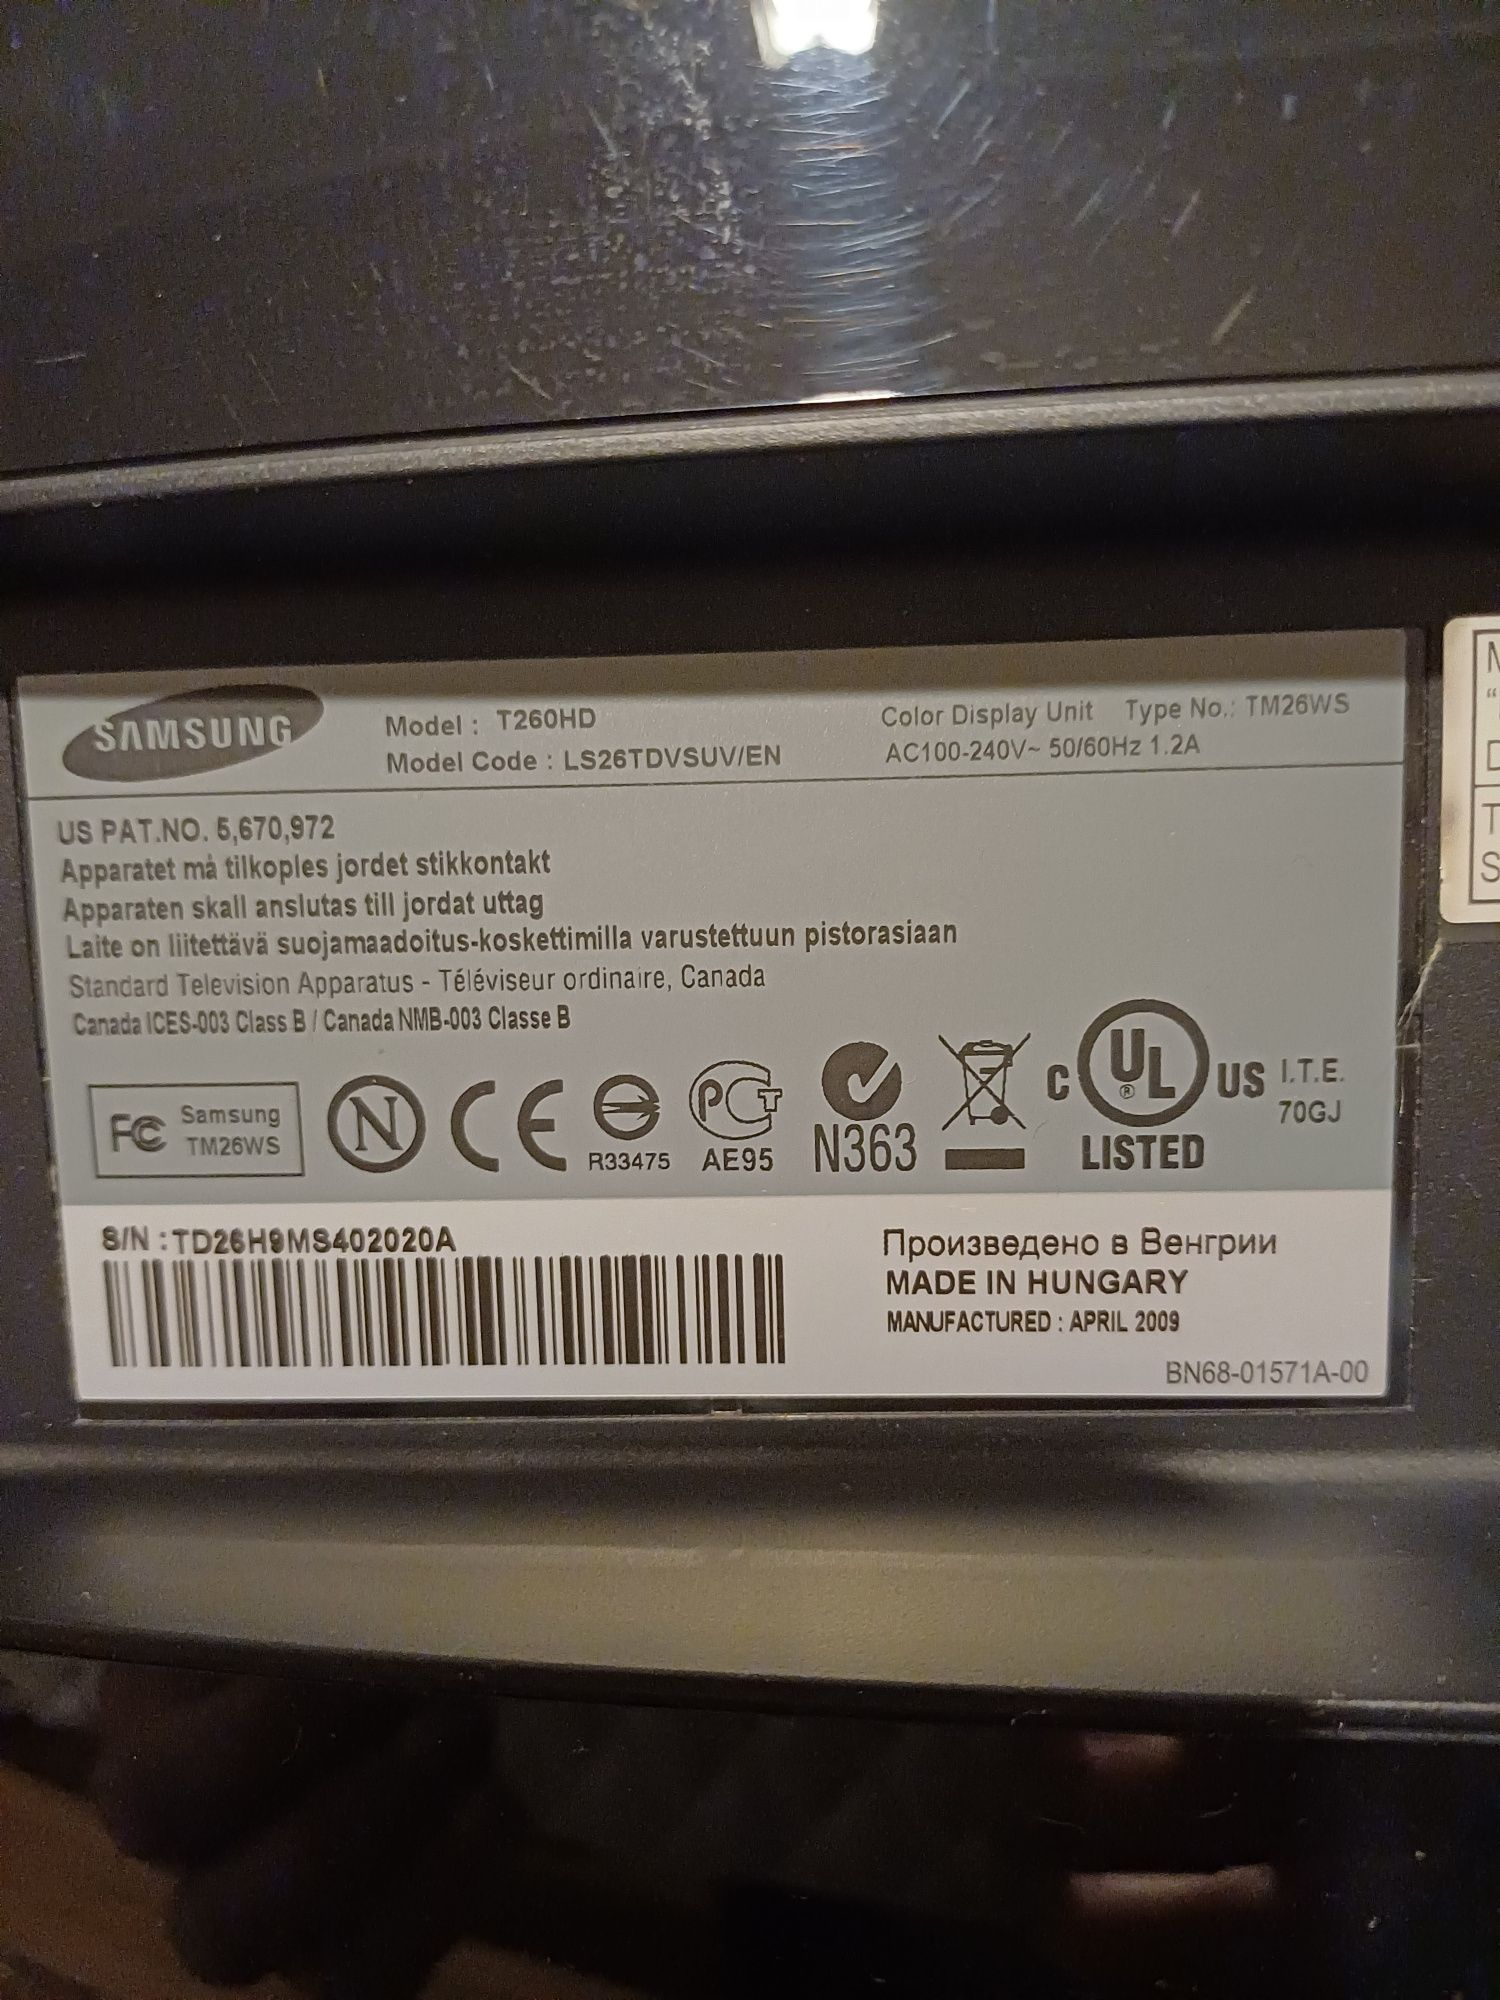 SAMSUNG
Model : T260HD
Model Code : LS26TDVSUV/EN
Color Display Unit Type No.: TM26WS
AC100-240V~ 50/60Hz 1.2A
US PAT.NO. 5,670,972
Apparatet må tilkoples jordet stikkontakt
Apparaten skall anslutas till jordat uttag
Laite on liitettävä suojamaadoitus-koskettimilla varustettuun pistorasiaan
Standard Television Apparatus - Téléviseur ordinaire, Canada
Canada ICES-003 Class B / Canada NMB-003 Classe B
FC Samsung
TM26WS
N
CE
R33475
PCT
AE95
N363
C UL® US
LISTED
I.T.E.
70GJ
S/N : TD26H9MS402020A
Произведено в Венгрии
MADE IN HUNGARY
MANUFACTURED : APRIL 2009
BN68-01571A-00